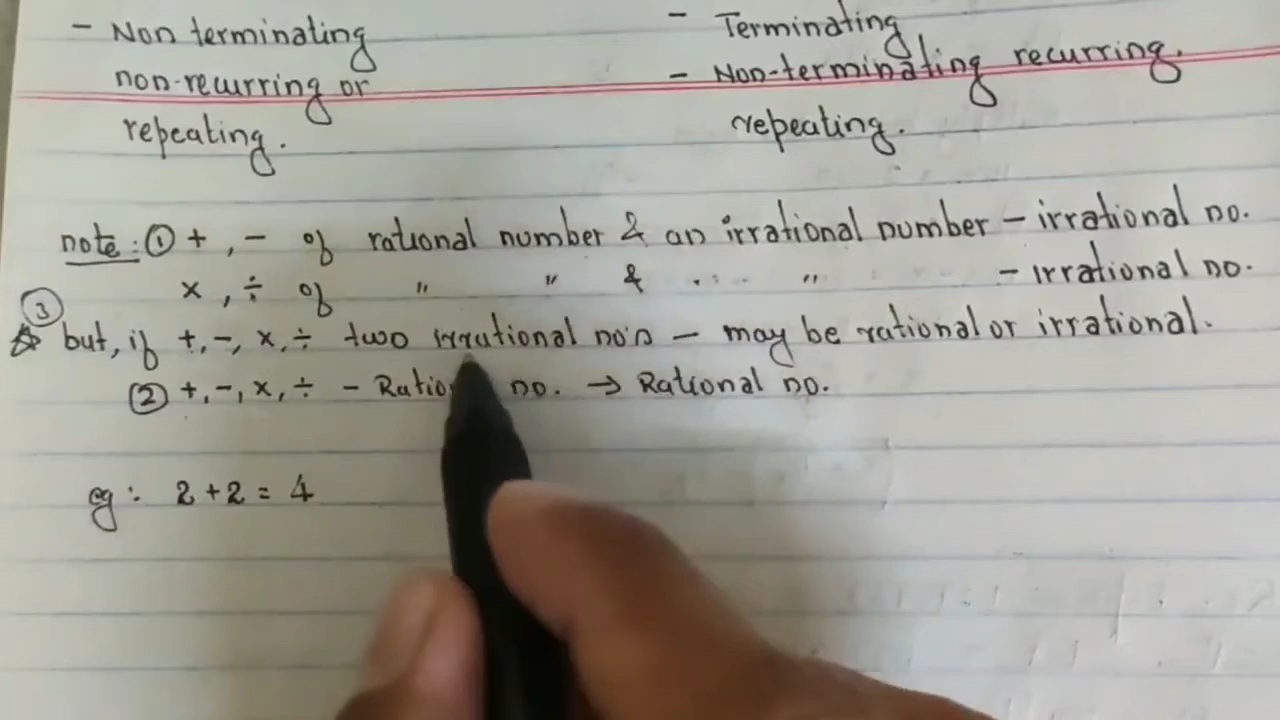 - Non terminating
non-recurring or
repeating.
- Terminating
- Non-terminating recurring.
repeating.
note: ① +, - of rational number & an irrational number - irrational no.
×, ÷ of " " & " " - irrational no.
③ ☆ but, if +, -, ×, ÷ two irrational no's - may be rational or irrational.
② +, -, ×, ÷ - no. → Rational no.
eg: 2 + 2 = 4